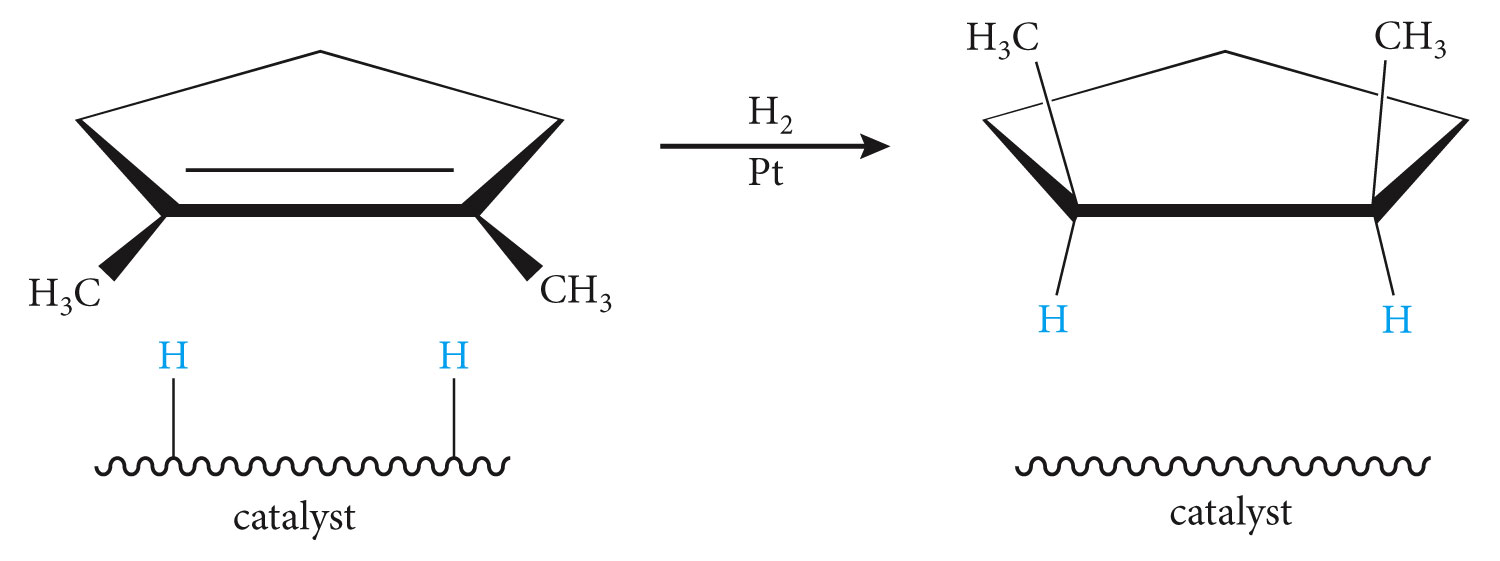 H₃C
CH₃
H H
catalyst
H₂
Pt
H₃C
CH₃
H H
catalyst